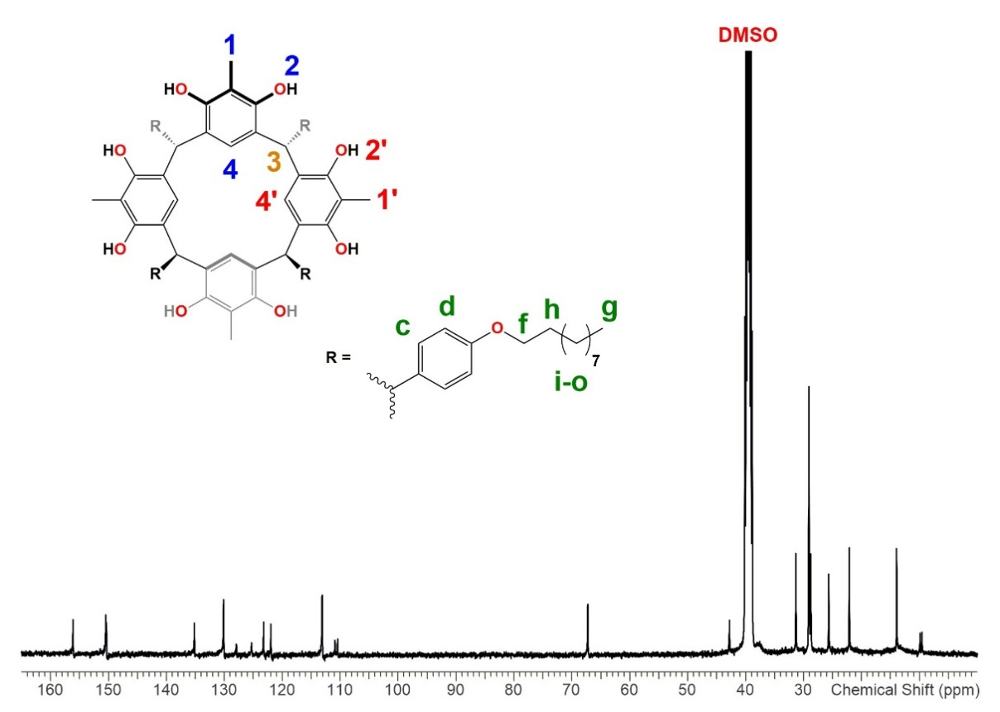 DMSO
1
2
HO
OH
R
R
HO
OH
2'
3
4
4'
1'
HO
OH
R
R
HO
OH
R =
c
d
O
f
h
g
7
i-o
160
150
140
130
120
110
100
90
80
70
60
50
40
30
Chemical Shift (ppm)